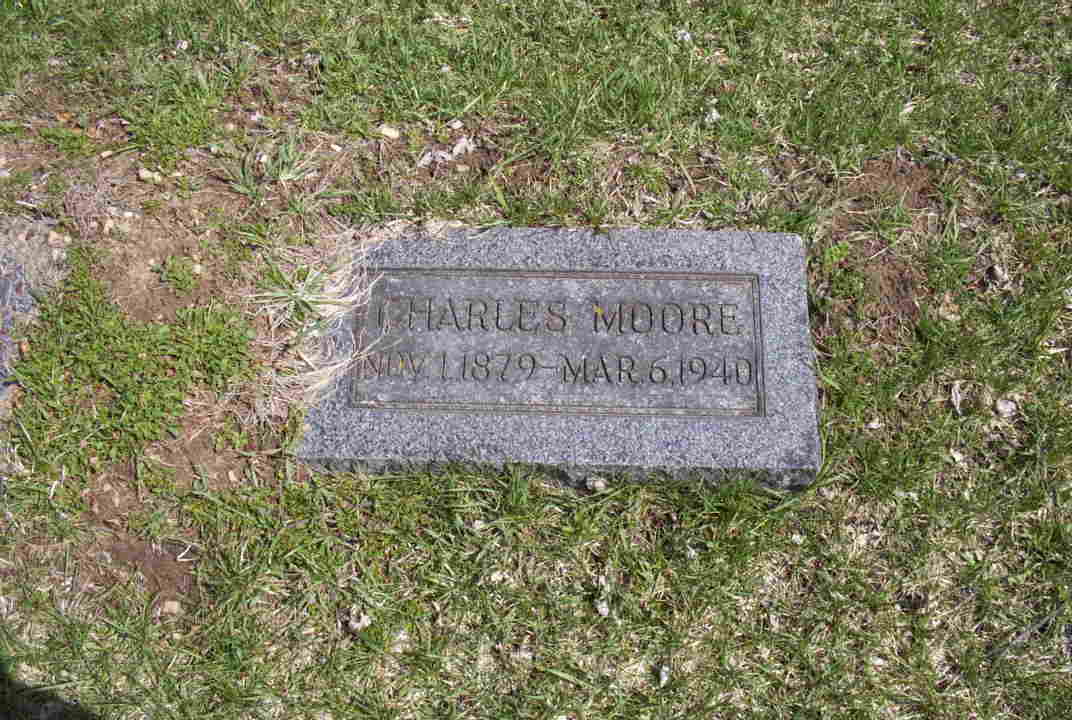 CHARLES MOORE
NOV. 1. 1879 – MAR. 6, 1940